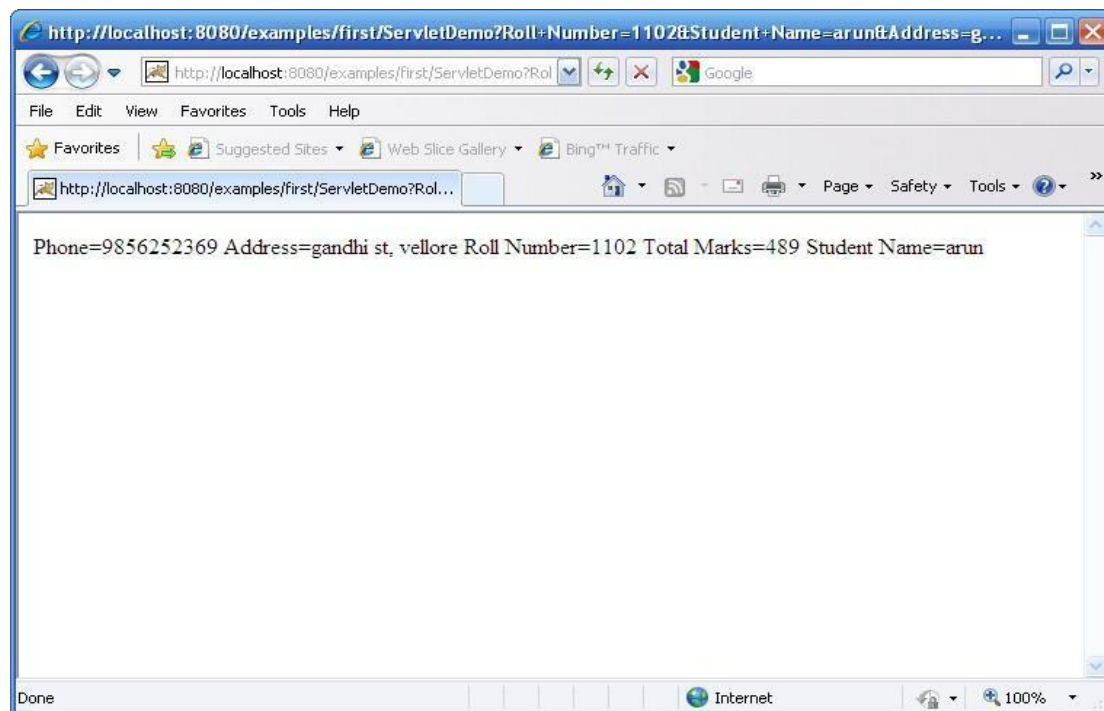 http://localhost:8080/examples/first/ServletDemo?Roll+Number=1102&Student+Name=arun&Address=g...
http://localhost:8080/examples/first/ServletDemo?Rol
Google
File Edit View Favorites Tools Help
Favorites Suggested Sites Web Slice Gallery Bing™ Traffic
http://localhost:8080/examples/first/ServletDemo?Rol... Page Safety Tools »
Phone=9856252369 Address=gandhi st, vellore Roll Number=1102 Total Marks=489 Student Name=arun
Done Internet 100%